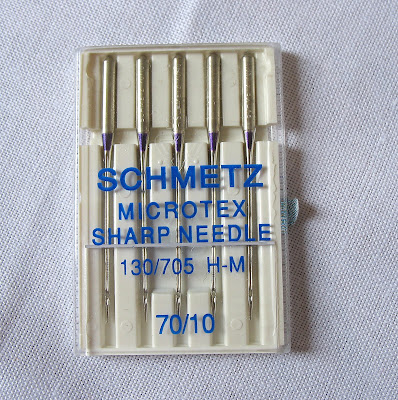 SCHMETZ
MICROTEX
SHARP NEEDLE
130/705 H-M
70/10